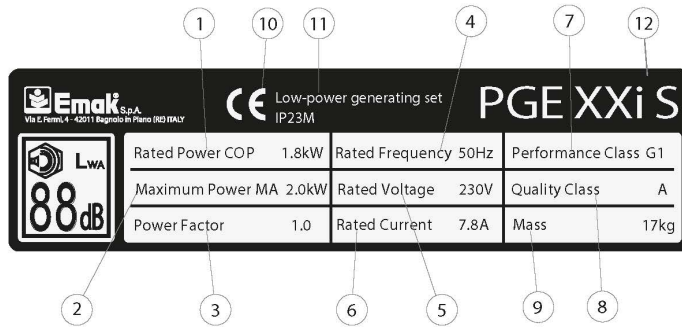 1 10 11 4 7 12
Emak S.p.A.
Via E. Fermi, 4 - 42011 Bagnolo in Piano (RE) ITALY
CE Low-power generating set
IP23M
PGE XXi S
LWA
88dB
Rated Power COP 1.8kW Rated Frequency 50Hz Performance Class G1
Maximum Power MA 2.0kW Rated Voltage 230V Quality Class A
Power Factor 1.0 Rated Current 7.8A Mass 17kg
2 3 6 5 9 8